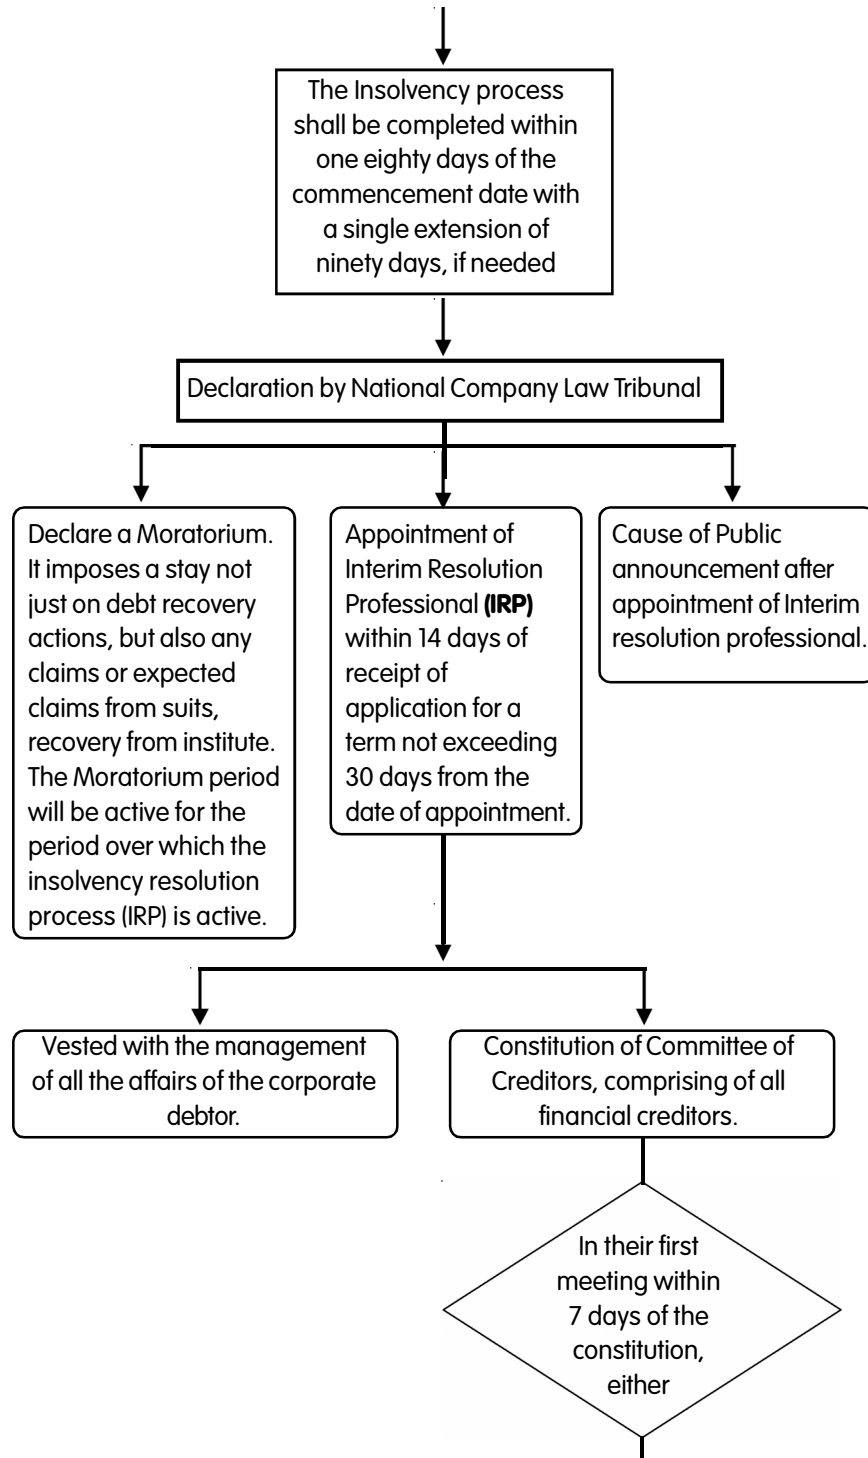 The Insolvency process
shall be completed within
one eighty days of the
commencement date with
a single extension of
ninety days, if needed
Declaration by National Company Law Tribunal
Declare a Moratorium.
It imposes a stay not
just on debt recovery
actions, but also any
claims or expected
claims from suits,
recovery from institute.
The Moratorium period
will be active for the
period over which the
insolvency resolution
process (IRP) is active.
Appointment of
Interim Resolution
Professional (IRP)
within 14 days of
receipt of
application for a
term not exceeding
30 days from the
date of appointment.
Cause of Public
announcement after
appointment of Interim
resolution professional.
Vested with the management
of all the affairs of the corporate
debtor.
Constitution of Committee of
Creditors, comprising of all
financial creditors.
In their first
meeting within
7 days of the
constitution,
either